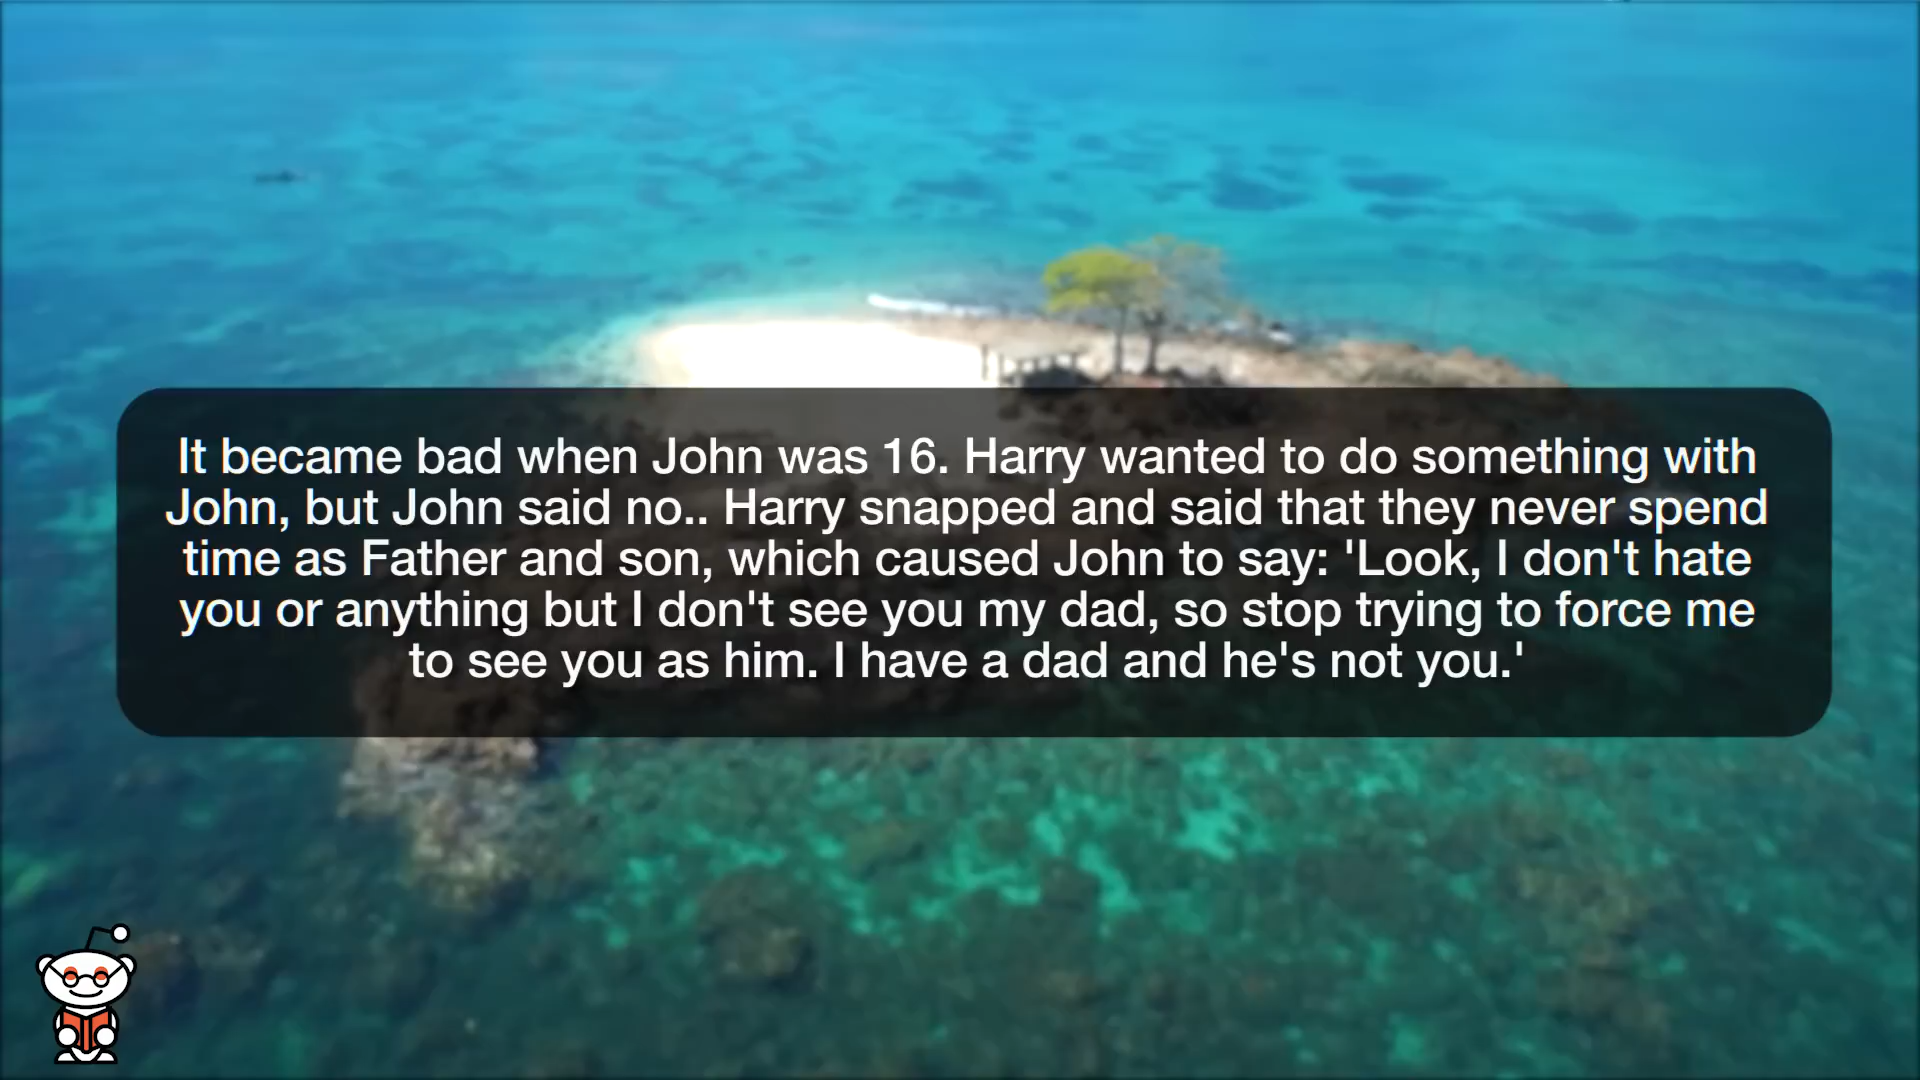 It became bad when John was 16. Harry wanted to do something with
John, but John said no.. Harry snapped and said that they never spend
time as Father and son, which caused John to say: 'Look, I don't hate
you or anything but I don't see you my dad, so stop trying to force me
to see you as him. I have a dad and he's not you.'